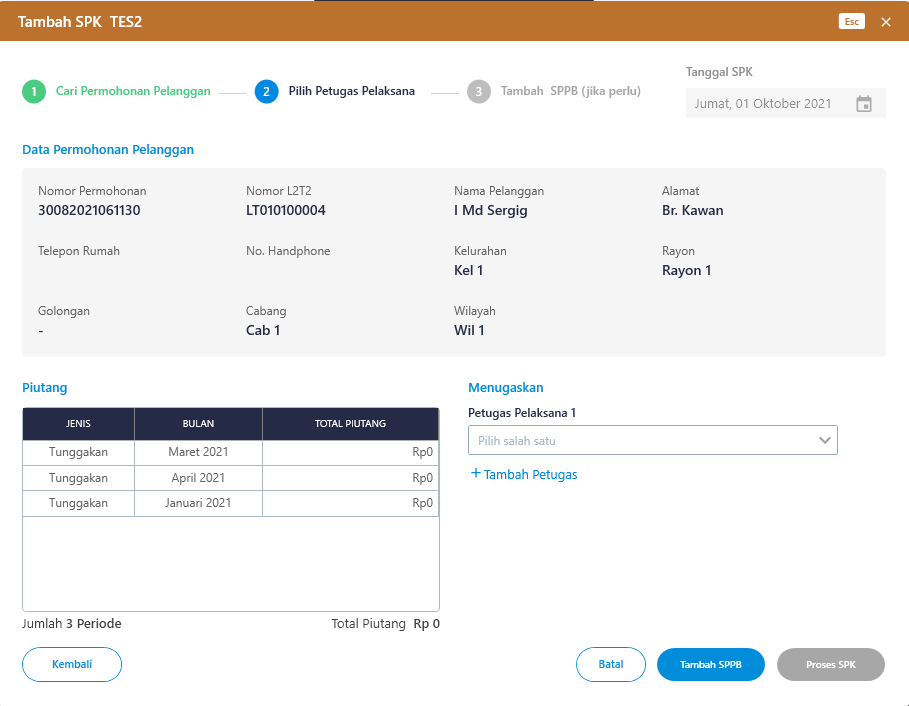 Tambah SPK TES2
Esc
1 Cari Permohonan Pelanggan
2 Pilih Petugas Pelaksana
3 Tambah SPPB (jika perlu)
Tanggal SPK
Jumat, 01 Oktober 2021
Data Permohonan Pelanggan
Nomor Permohonan Nomor L2T2 Nama Pelanggan Alamat
30082021061130 LT010100004 I Md Sergig Br. Kawan
Telepon Rumah No. Handphone Kelurahan Rayon
Kel 1 Rayon 1
Golongan Cabang Wilayah
- Cab 1 Wil 1
Piutang
JENIS BULAN TOTAL PIUTANG
Tunggakan Maret 2021 Rp0
Tunggakan April 2021 Rp0
Tunggakan Januari 2021 Rp0
Jumlah 3 Periode Total Piutang Rp 0
Menugaskan
Petugas Pelaksana 1
Pilih salah satu
+ Tambah Petugas
Kembali Batal Tambah SPPB Proses SPK